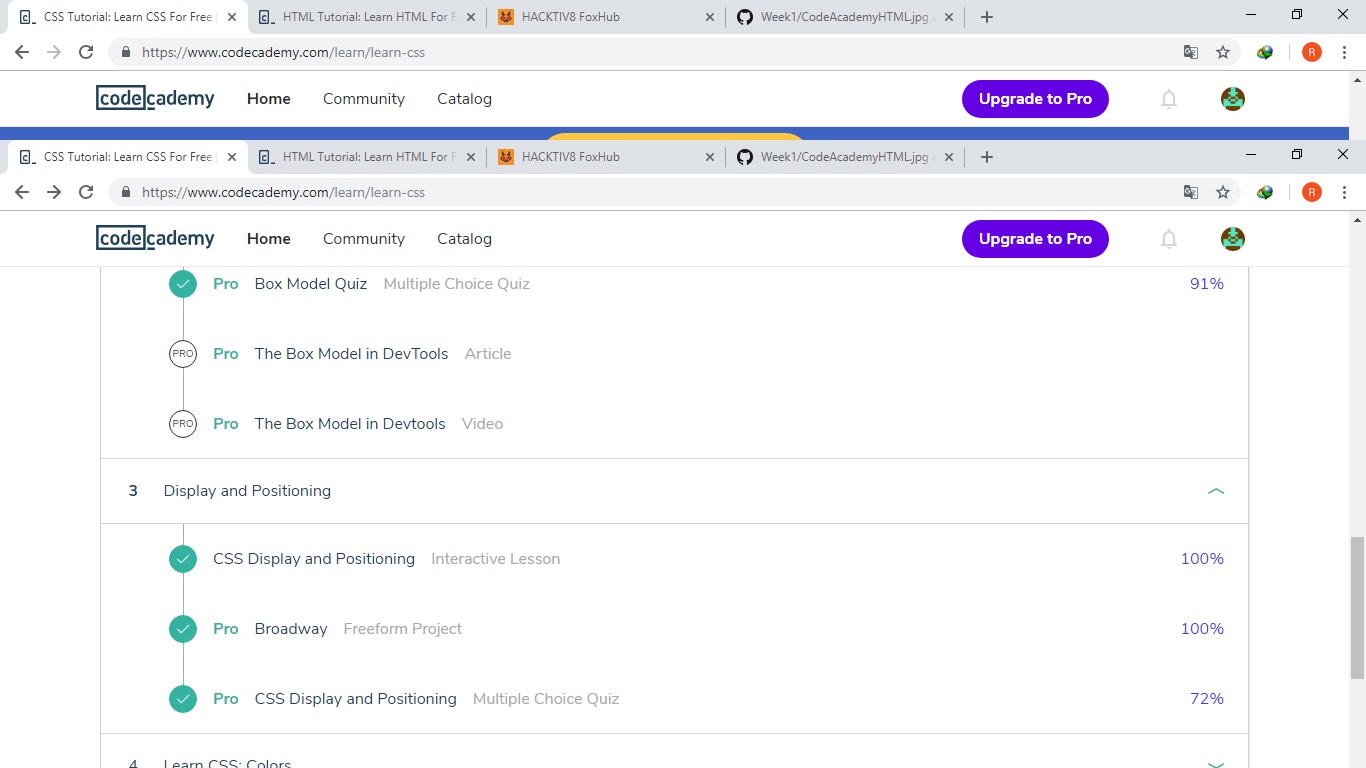 CSS Tutorial: Learn CSS For Free | HTML Tutorial: Learn HTML For F HACKTIV8 FoxHub Week1/CodeAcademyHTML.jpg a
https://www.codecademy.com/learn/learn-css R
codecademy Home Community Catalog Upgrade to Pro
CSS Tutorial: Learn CSS For Free | HTML Tutorial: Learn HTML For F HACKTIV8 FoxHub Week1/CodeAcademyHTML.jpg a
https://www.codecademy.com/learn/learn-css R
codecademy Home Community Catalog Upgrade to Pro
Pro Box Model Quiz Multiple Choice Quiz 91%
PRO Pro The Box Model in DevTools Article
PRO Pro The Box Model in Devtools Video
3 Display and Positioning
CSS Display and Positioning Interactive Lesson 100%
Pro Broadway Freeform Project 100%
Pro CSS Display and Positioning Multiple Choice Quiz 72%
4 Learn CSS: Colors